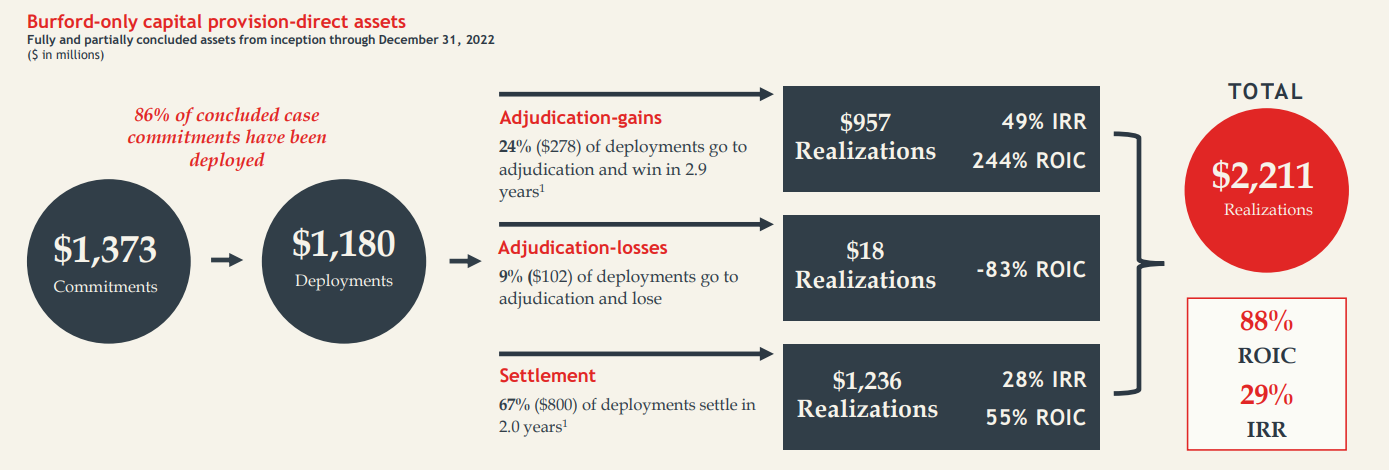 Burford-only capital provision-direct assets
Fully and partially concluded assets from inception through December 31, 2022
($ in millions)
86% of concluded case
commitments have been
deployed
$1,373
Commitments
$1,180
Deployments
Adjudication-gains
24% ($278) of deployments go to
adjudication and win in 2.9
years¹
$957
Realizations
49% IRR
244% ROIC
Adjudication-losses
9% ($102) of deployments go to
adjudication and lose
$18
Realizations
-83% ROIC
Settlement
67% ($800) of deployments settle in
2.0 years¹
$1,236
Realizations
28% IRR
55% ROIC
TOTAL
$2,211
Realizations
88%
ROIC
29%
IRR